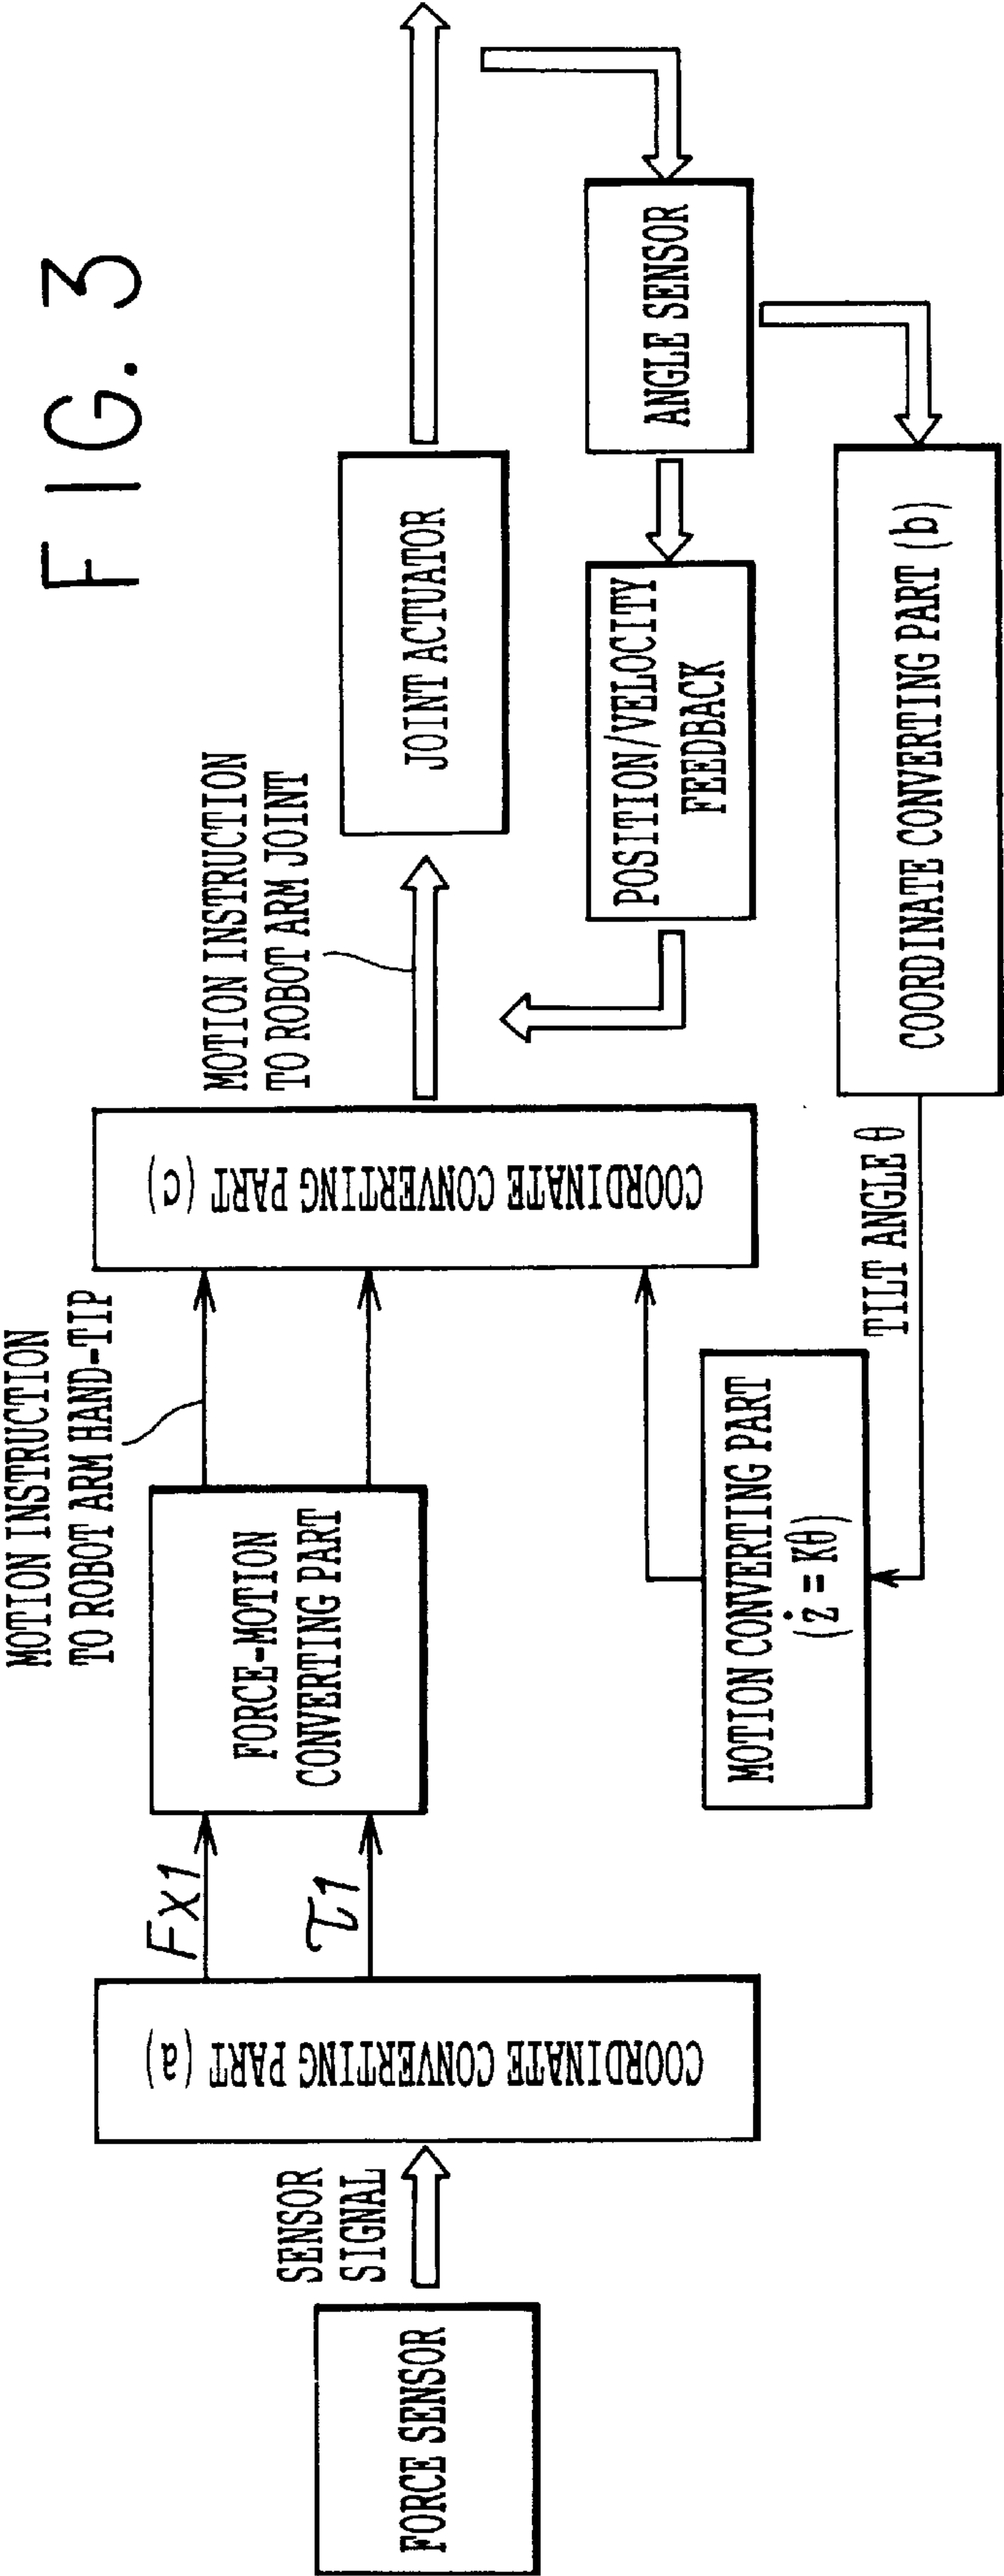 FIG. 3
FORCE SENSOR
SENSOR
SIGNAL
COORDINATE CONVERTING PART (a)
Fx1
τ1
FORCE-MOTION
CONVERTING PART
MOTION INSTRUCTION
TO ROBOT ARM HAND-TIP
COORDINATE CONVERTING PART (c)
MOTION INSTRUCTION
TO ROBOT ARM JOINT
JOINT ACTUATOR
ANGLE SENSOR
POSITION/VELOCITY
FEEDBACK
COORDINATE CONVERTING PART (b)
TILT ANGLE θ
MOTION CONVERTING PART
(ż = Kθ)